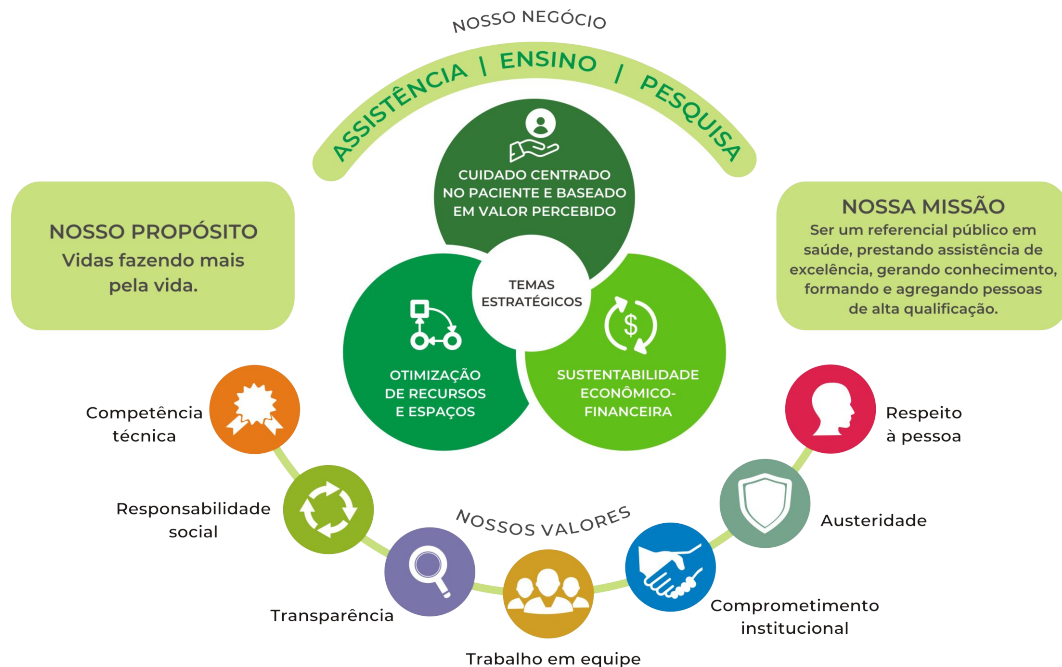 NOSSO NEGÓCIO
ASSISTÊNCIA | ENSINO | PESQUISA
CUIDADO CENTRADO
NO PACIENTE E BASEADO
EM VALOR PERCEBIDO
NOSSO PROPÓSITO
Vidas fazendo mais
pela vida.
NOSSA MISSÃO
Ser um referencial público em
saúde, prestando assistência de
excelência, gerando conhecimento,
formando e agregando pessoas
de alta qualificação.
TEMAS
ESTRATÉGICOS
$
OTIMIZAÇÃO
DE RECURSOS
E ESPAÇOS
SUSTENTABILIDADE
ECONÔMICO-
FINANCEIRA
NOSSOS VALORES
Competência
técnica
Responsabilidade
social
Transparência
Trabalho em equipe
Comprometimento
institucional
Austeridade
Respeito
à pessoa